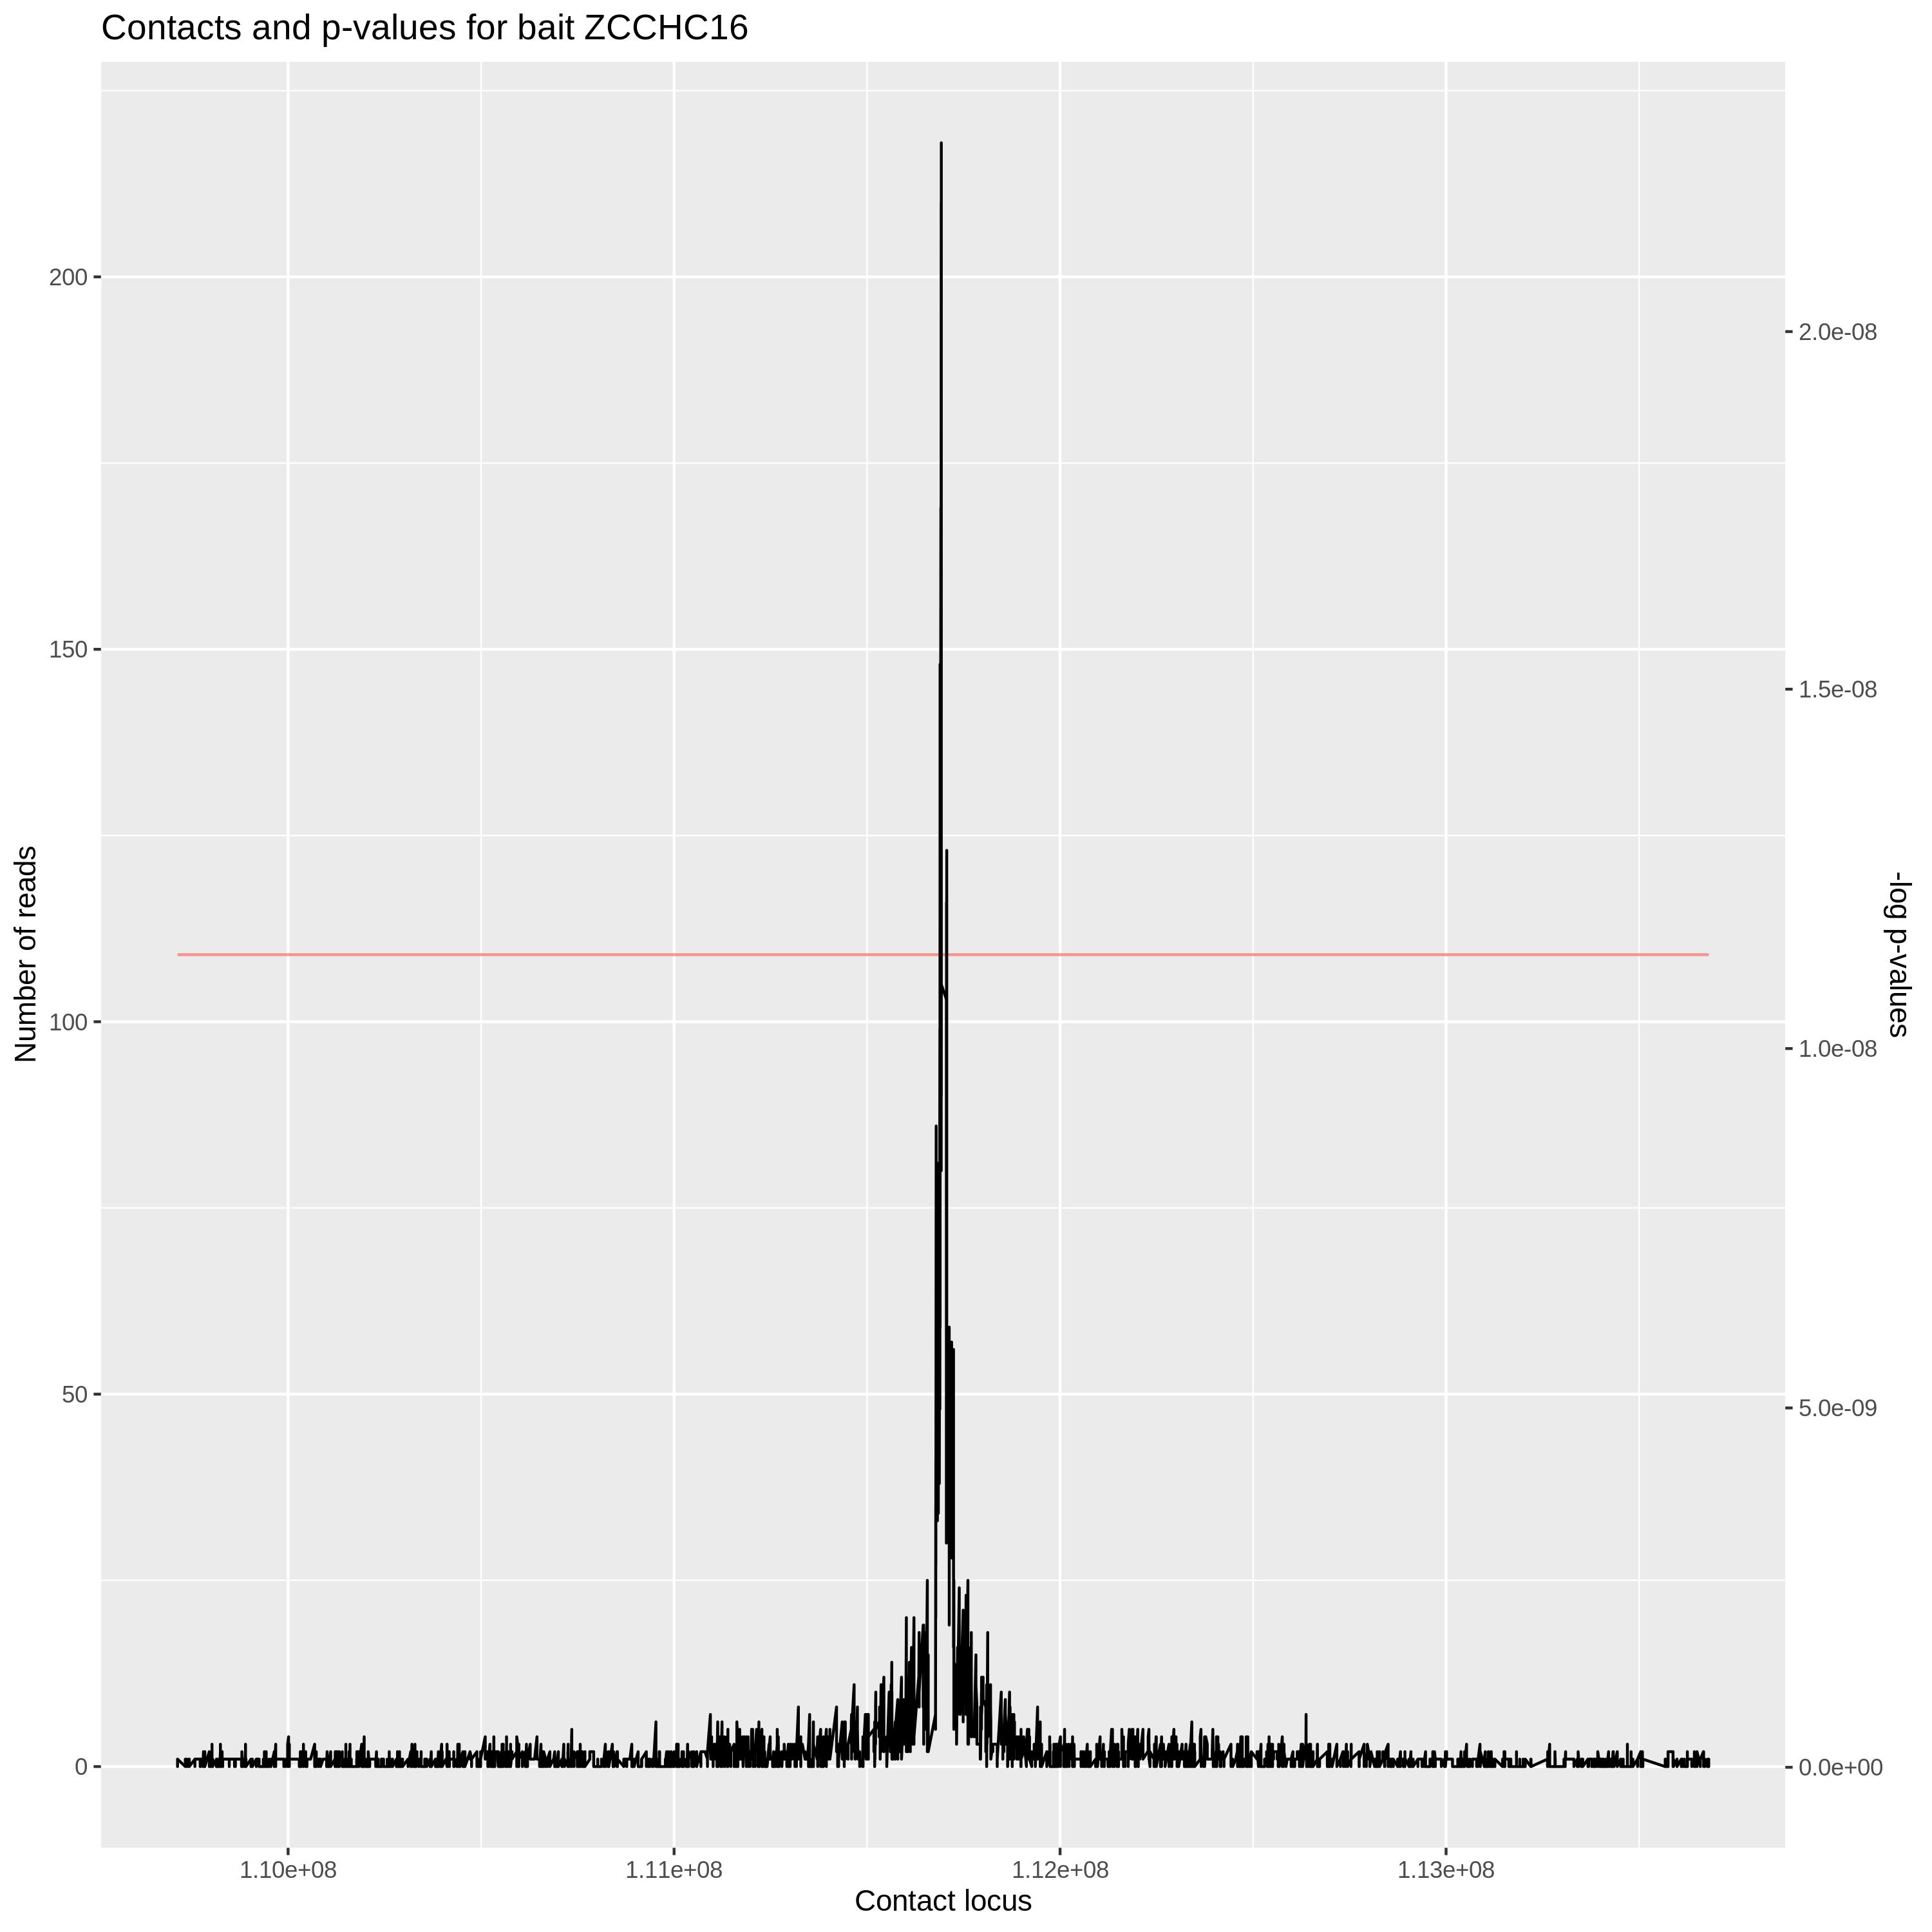 Contacts and p-values for bait ZCCHC16
200
150
100
50
0
Number of reads
2.0e-08
1.5e-08
1.0e-08
5.0e-09
0.0e+00
-log p-values
1.10e+08
1.11e+08
1.12e+08
1.13e+08
Contact locus